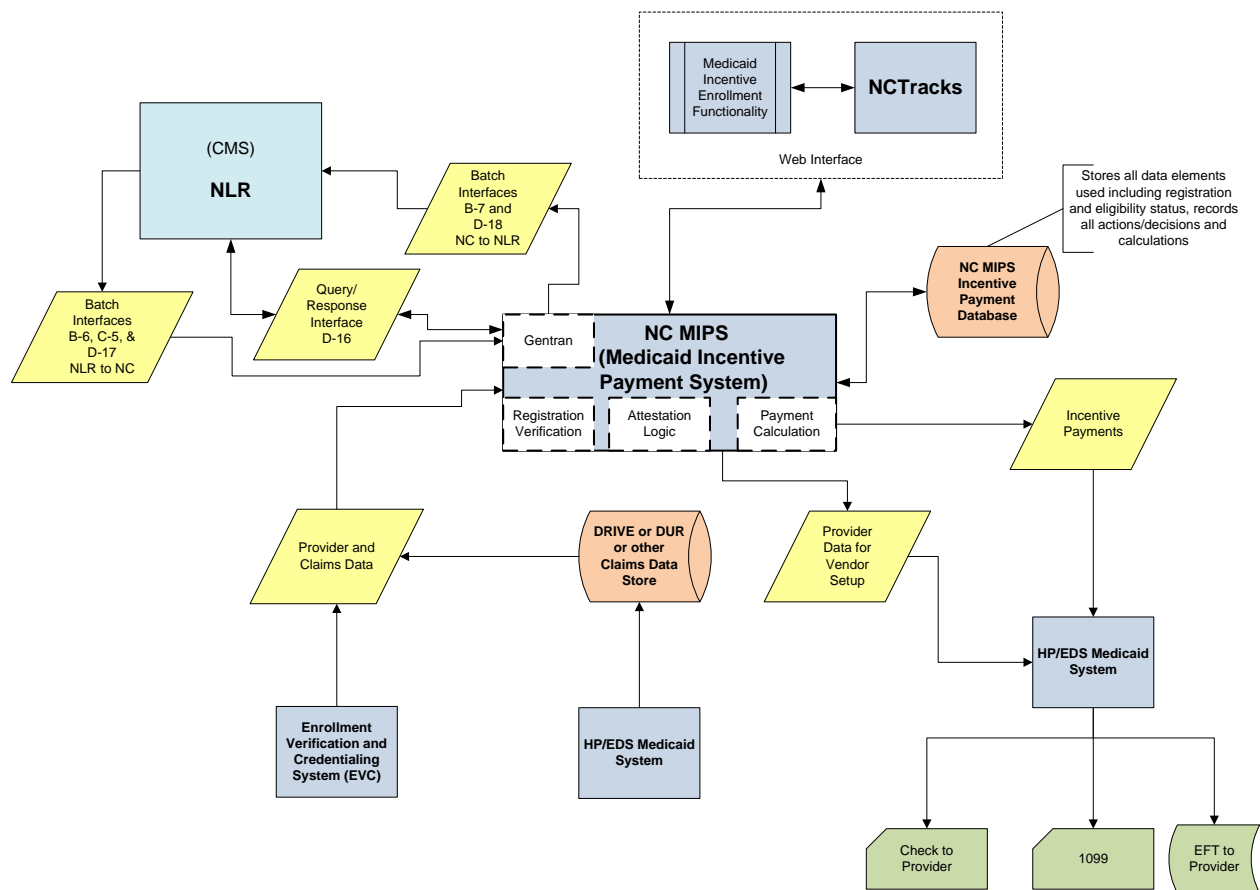 Medicaid
Incentive
Enrollment
Functionality
NCTracks
Web Interface
(CMS)
NLR
Batch
Interfaces
B-7 and
D-18
NC to NLR
Stores all data elements
used including registration
and eligibility status, records
all actions/decisions and
calculations
NC MIPS
Incentive
Payment
Database
Query/
Response
Interface
D-16
Batch
Interfaces
B-6, C-5, &
D-17
NLR to NC
Gentran
NC MIPS
(Medicaid Incentive
Payment System)
Registration
Verification
Attestation
Logic
Payment
Calculation
Incentive
Payments
Provider and
Claims Data
DRIVE or DUR
or other
Claims Data
Store
Provider
Data for
Vendor
Setup
HP/EDS Medicaid
System
Enrollment
Verification and
Credentialing
System (EVC)
HP/EDS Medicaid
System
Check to
Provider
1099
EFT to
Provider